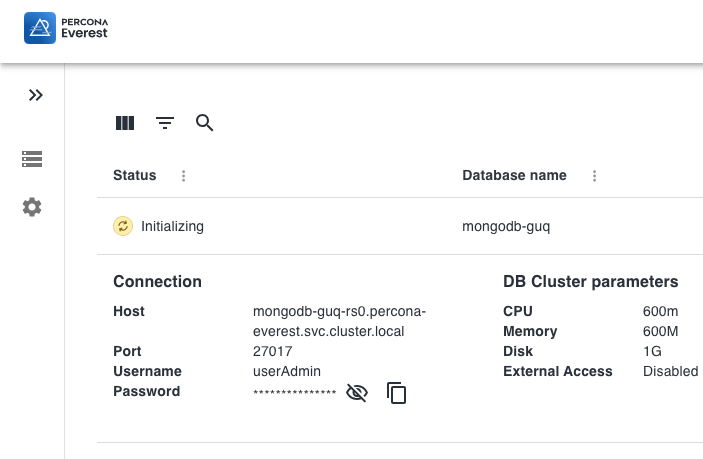 PERCONA
Everest
Status
Database name
Initializing
mongodb-guq
Connection
DB Cluster parameters
Host
mongodb-guq-rs0.percona-
everest.svc.cluster.local
CPU
600m
Memory
600M
Port
27017
Disk
1G
Username
userAdmin
External Access
Disabled
Password
***************